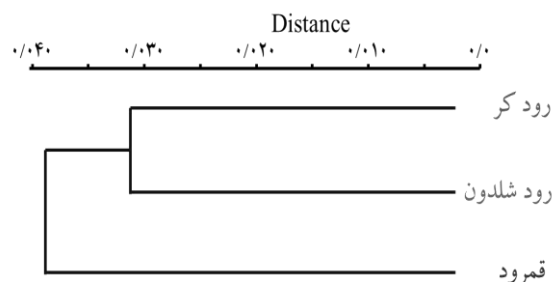 Distance
۰/۰۴۰ ۰/۰۳۰ ۰/۰۲۰ ۰/۰۱۰ ۰/۰
رود کر
رود شلدون
قمرود